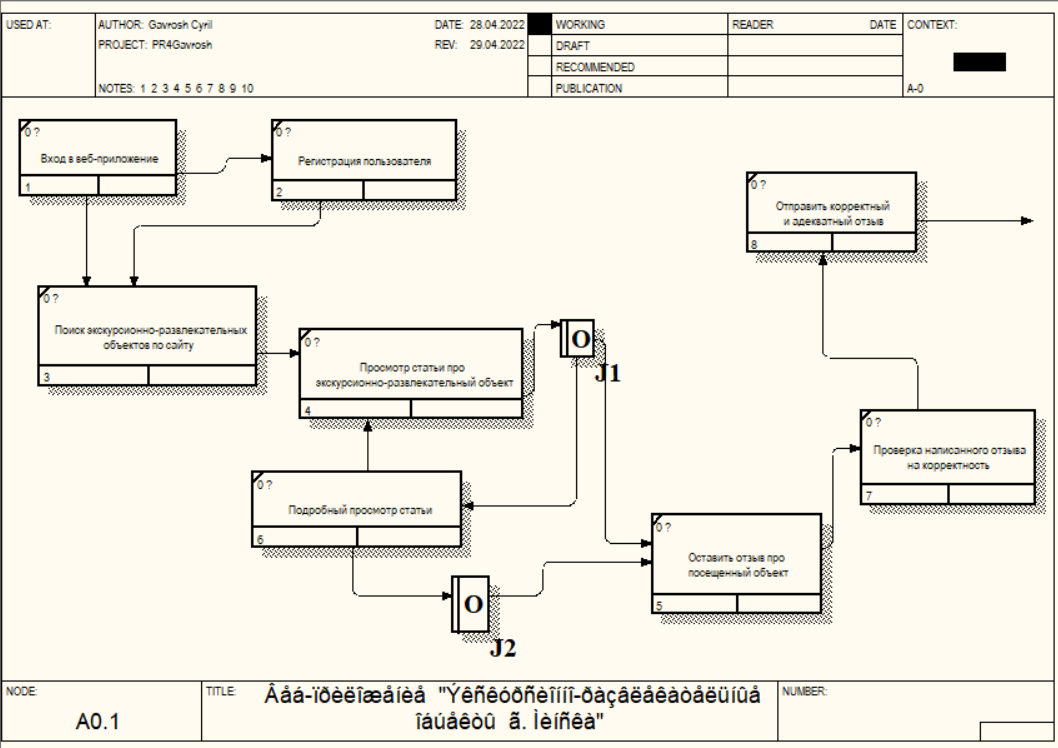 USED AT:
AUTHOR: Gavrosh Cyril
DATE: 28.04.2022
WORKING
READER
DATE
CONTEXT:
PROJECT: PR4Gavrosh
REV: 29.04.2022
DRAFT
RECOMMENDED
NOTES: 1 2 3 4 5 6 7 8 9 10
PUBLICATION
A-0
0 ?
Вход в веб-приложение
1
0 ?
Регистрация пользователя
2
0 ?
Отправить корректный
и адекватный отзыв
8
0 ?
Поиск экскурсионно-развлекательных
объектов по сайту
3
0 ?
Просмотр статьи про
экскурсионно-развлекательный объект
4
O
J1
0 ?
Проверка написанного отзыва
на корректность
7
0 ?
Подробный просмотр статьи
6
0 ?
Оставить отзыв про
посещенный объект
5
O
J2
NODE:
A0.1
TITLE:
Âåá-ïðèëîæåíèå "Ýêñêóðñèîííî-ðàçâëåêàòåëüíûå
îáúåêòû ã. Ìèíñêà"
NUMBER: